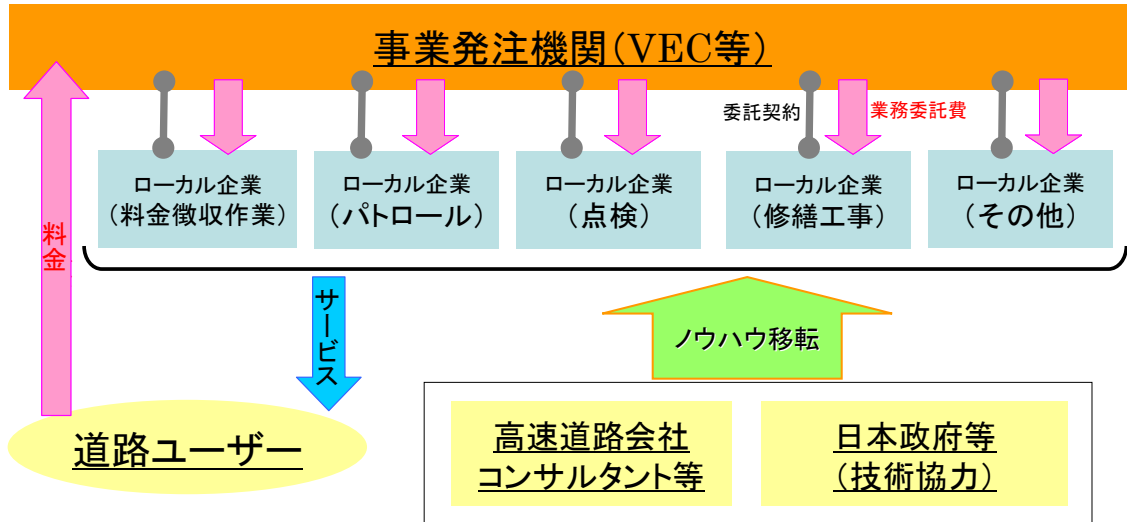 事業発注機関(VEC等)
委託契約
業務委託費
ローカル企業
(料金徴収作業)
ローカル企業
(パトロール)
ローカル企業
(点検)
ローカル企業
(修繕工事)
ローカル企業
(その他)
料金
サービス
ノウハウ移転
道路ユーザー
高速道路会社
コンサルタント等
日本政府等
(技術協力)